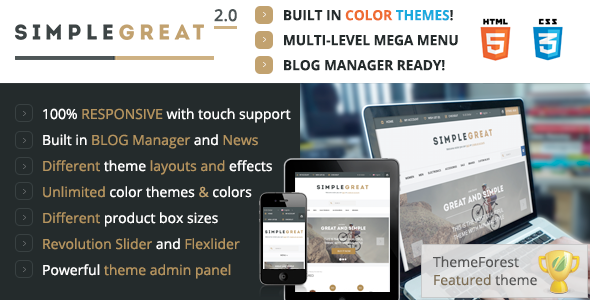 SIMPLEGREAT 2.0
BUILT IN COLOR THEMES!
MULTI-LEVEL MEGA MENU
BLOG MANAGER READY!
HTML
5
CSS
3
100% RESPONSIVE with touch support
Built in BLOG Manager and News
Different theme layouts and effects
Unlimited color themes & colors
Different product box sizes
Revolution Slider and Flexlider
Powerful theme admin panel
SIMPLEGREAT
GREAT AND SIMPLE
SIMPLEGREAT
GREAT AND SIMPLE
SIMPLEGREAT
ThemeForest
Featured theme